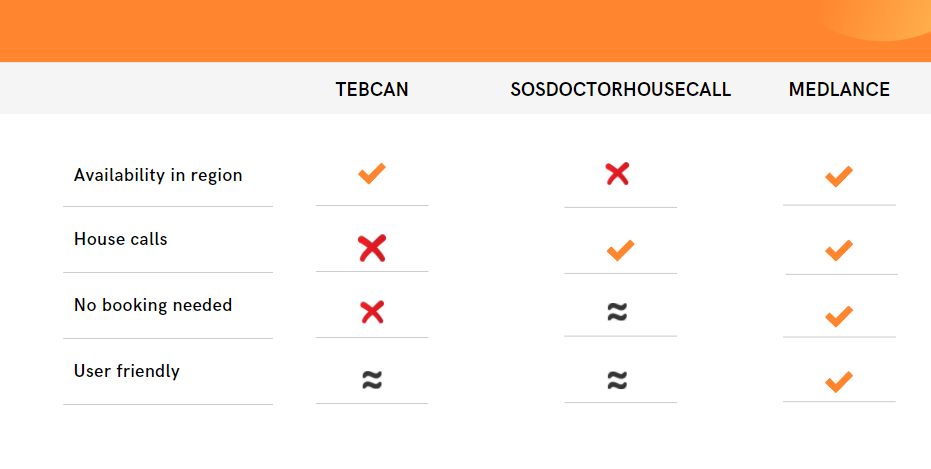 TEBCAN SOSDOCTORHOUSECALL MEDLANCE
Availability in region
House calls
No booking needed
≈
User friendly ≈ ≈